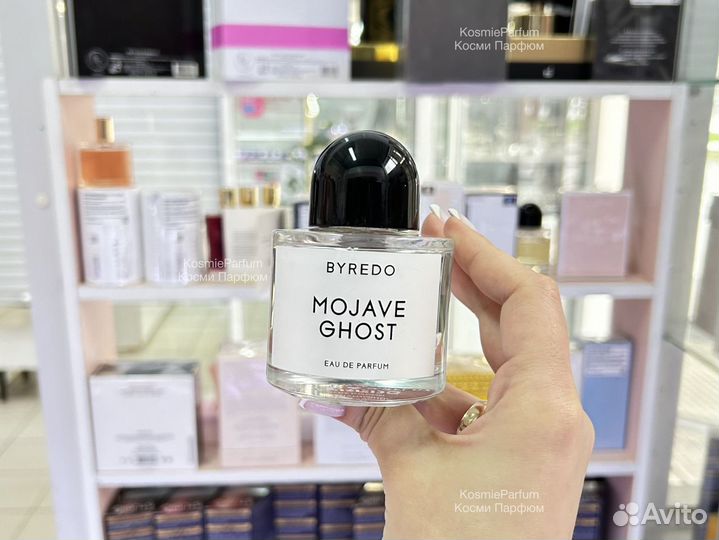 KosmieParfum
Косми Парфюм
BYREDO
MOJAVE
GHOST
EAU DE PARFUM
KosmieParfum
Косми Парфюм
KosmieParfum
Косми Парфюм
Avito